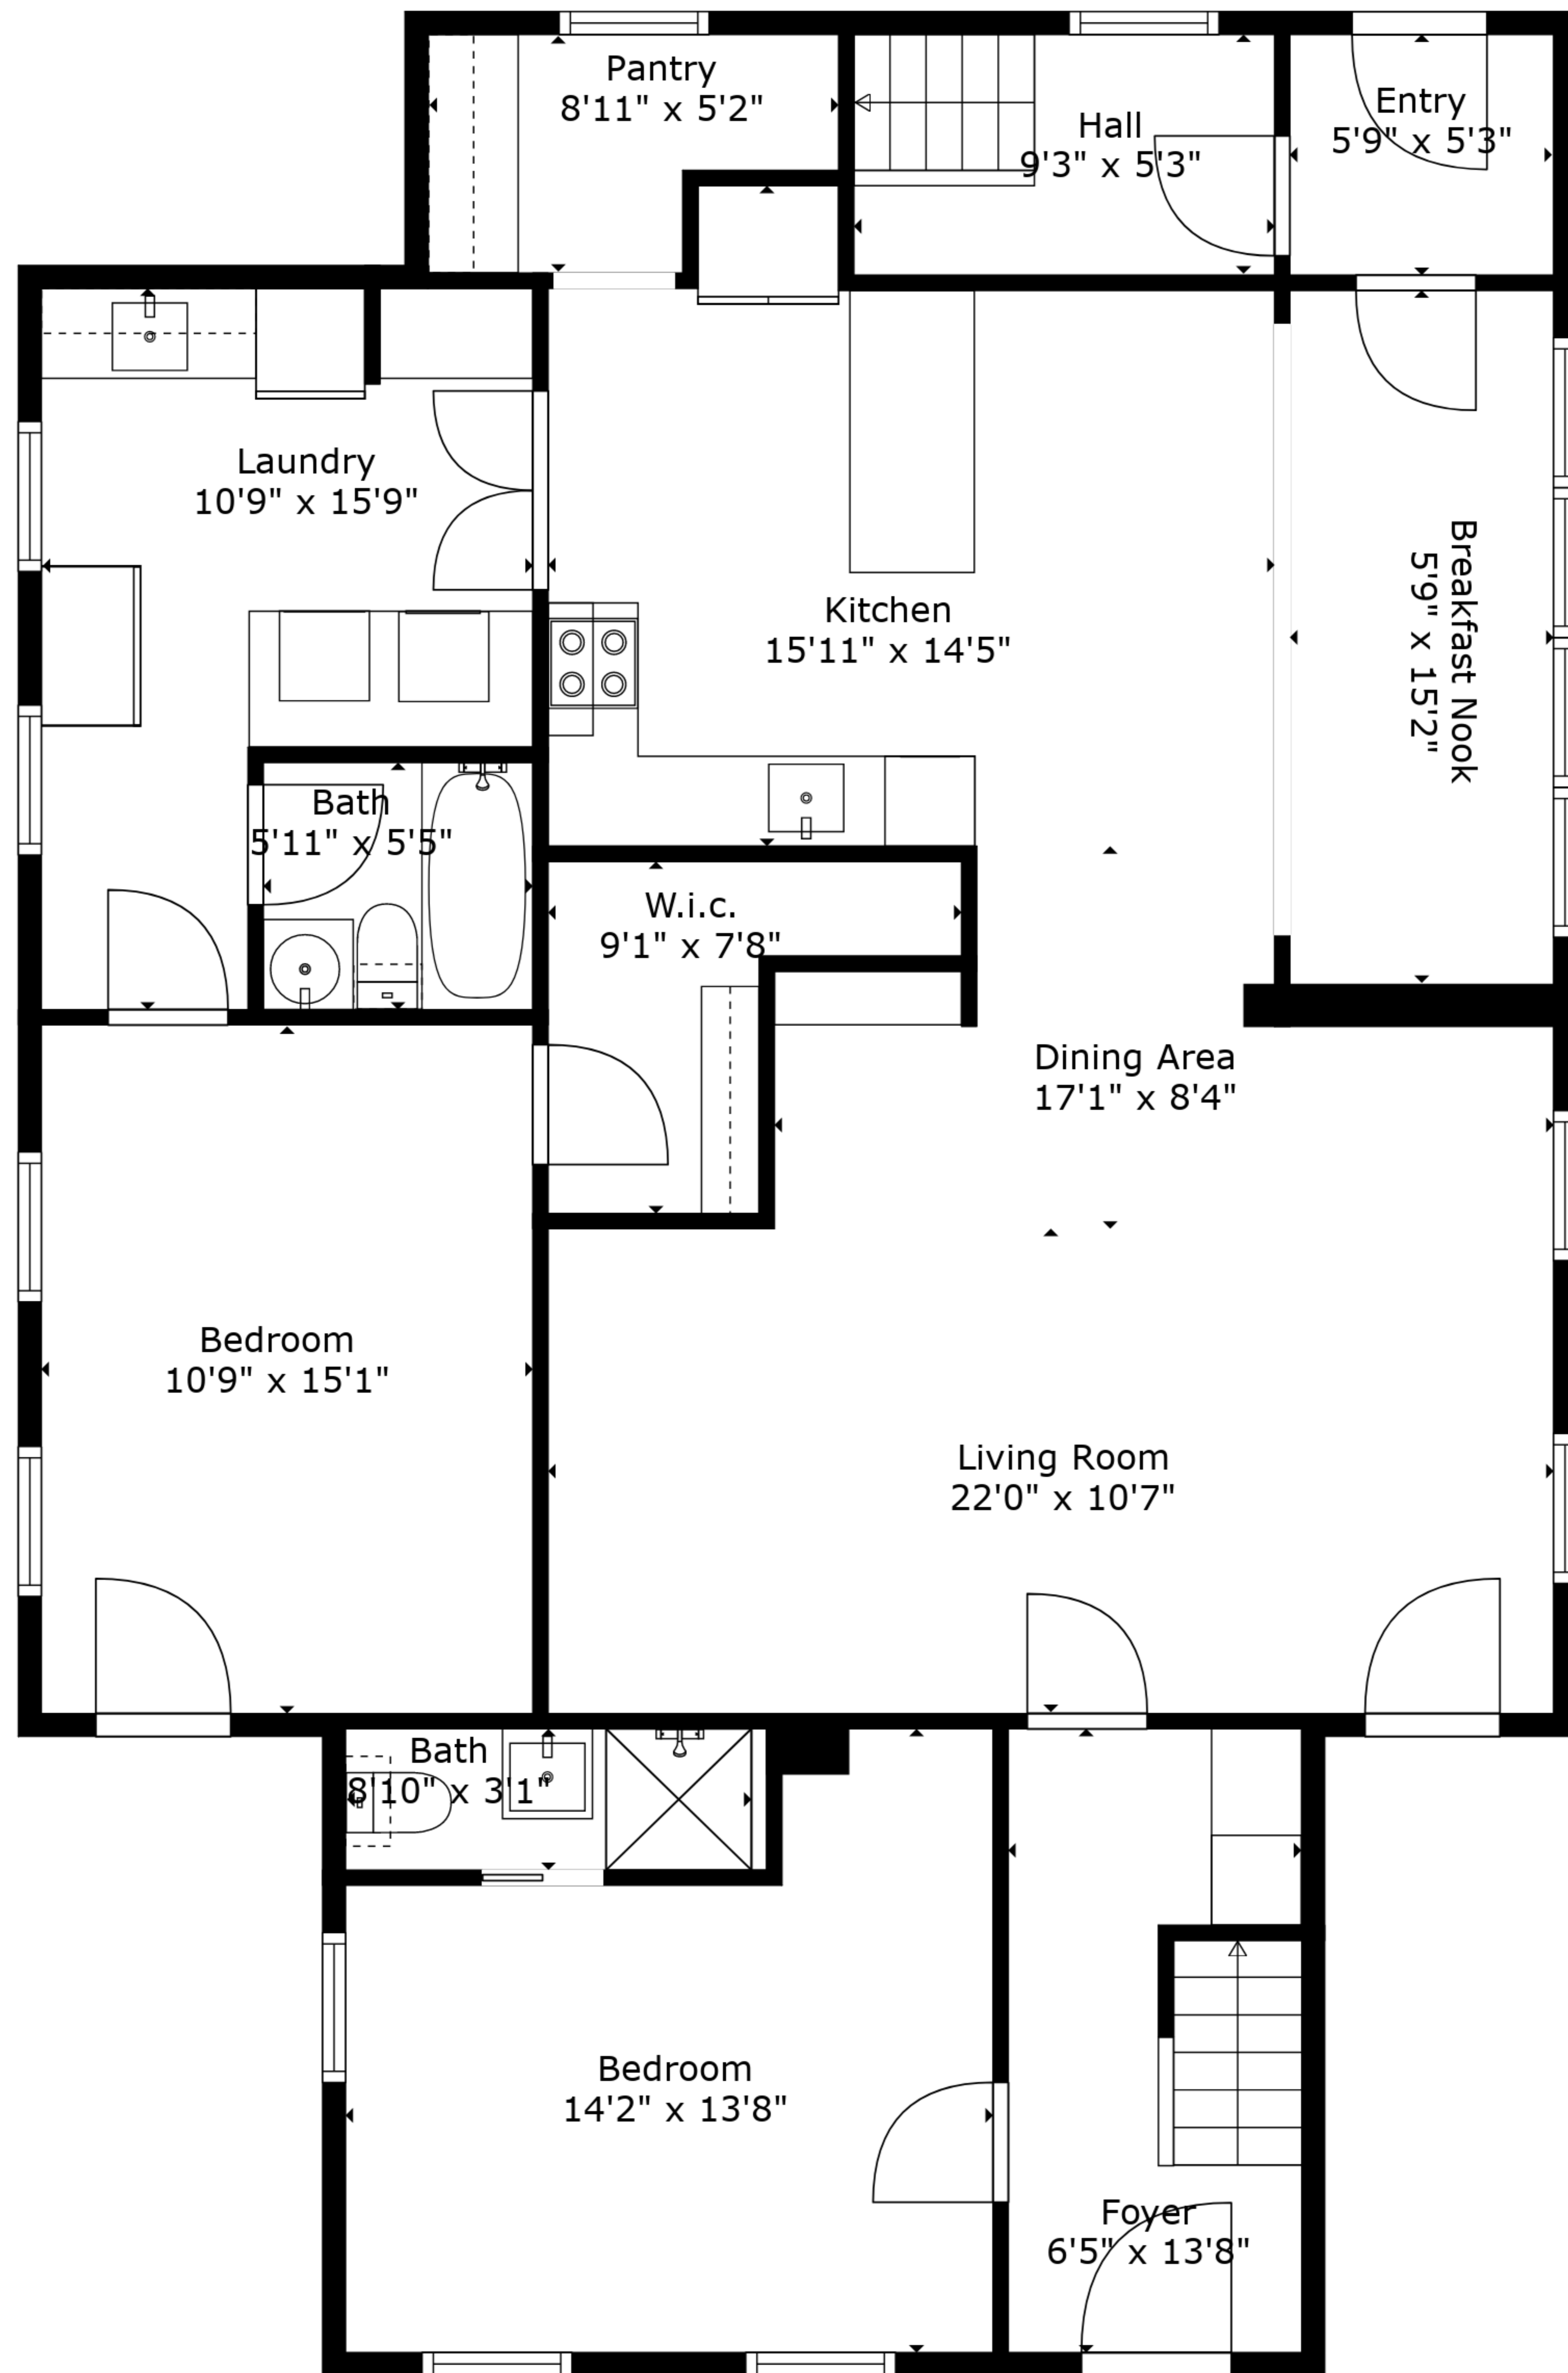 Pantry
8'11" x 5'2"
Hall
9'3" x 5'3"
Entry
5'9" x 5'3"
Laundry
10'9" x 15'9"
Kitchen
15'11" x 14'5"
Breakfast Nook
5'9" x 15'2"
Bath
5'11" x 5'5"
W.i.c.
9'1" x 7'8"
Dining Area
17'1" x 8'4"
Bedroom
10'9" x 15'1"
Living Room
22'0" x 10'7"
Bath
8'10" x 3'1"
Bedroom
14'2" x 13'8"
Foyer
6'5" x 13'8"